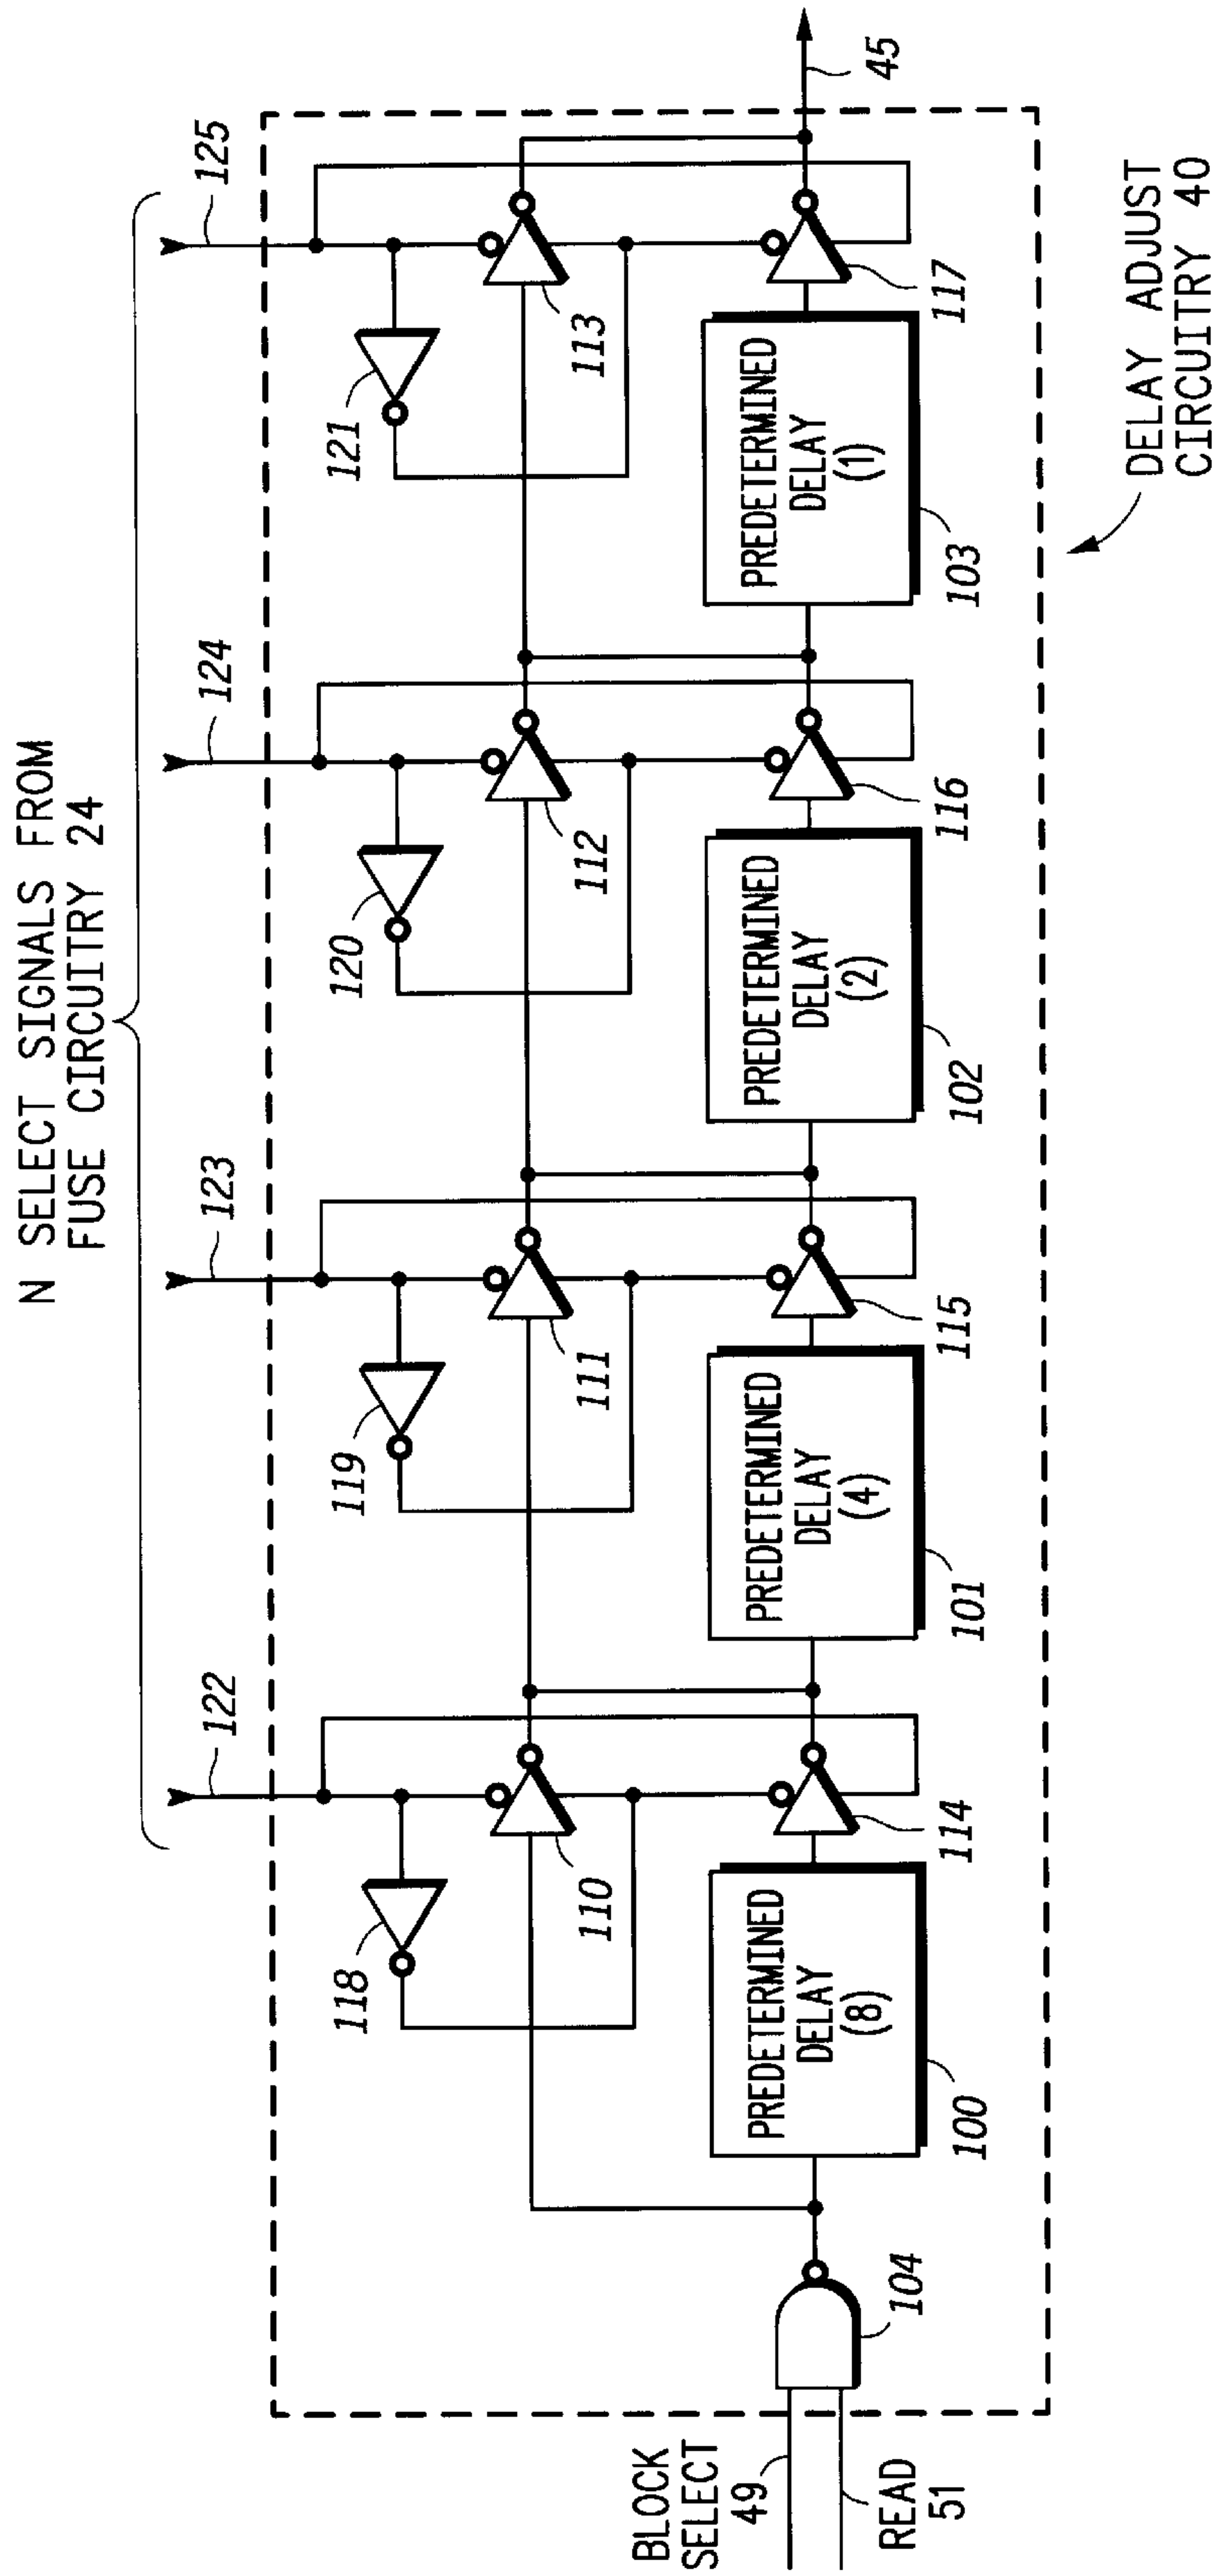 N SELECT SIGNALS FROM
FUSE CIRCUITRY 24
122
123
124
125
118
119
120
121
110
111
112
113
BLOCK
SELECT
49
READ
51
104
PREDETERMINED
DELAY
(8)
100
114
PREDETERMINED
DELAY
(4)
101
115
PREDETERMINED
DELAY
(2)
102
116
PREDETERMINED
DELAY
(1)
103
117
45
DELAY ADJUST
CIRCUITRY 40